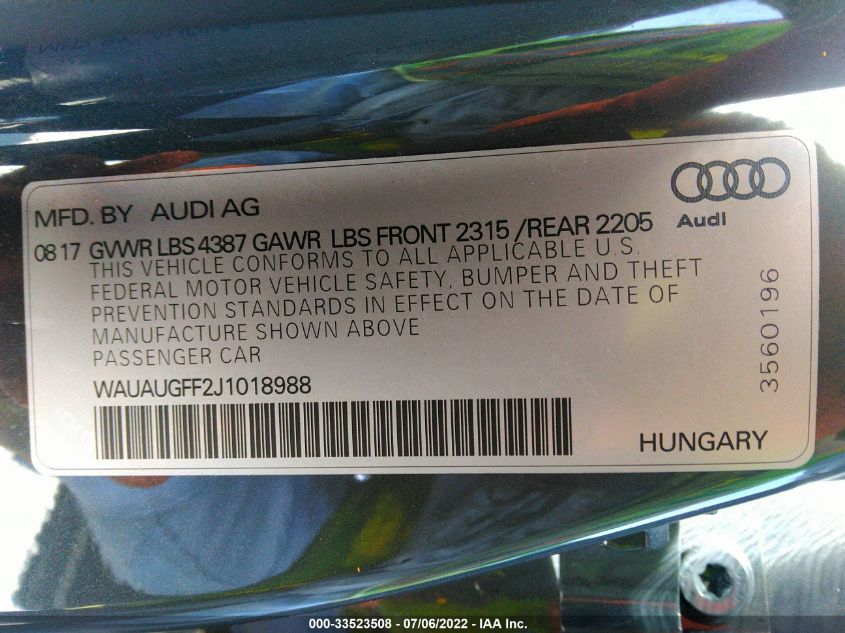 MFD. BY AUDI AG
Audi
08 17 GVWR LBS 4387 GAWR LBS FRONT 2315 /REAR 2205
THIS VEHICLE CONFORMS TO ALL APPLICABLE U.S.
FEDERAL MOTOR VEHICLE SAFETY, BUMPER AND THEFT
PREVENTION STANDARDS IN EFFECT ON THE DATE OF
MANUFACTURE SHOWN ABOVE
PASSENGER CAR
WAUAUGFF2J1018988
3560196
HUNGARY
000-33523508 - 07/06/2022 - IAA Inc.